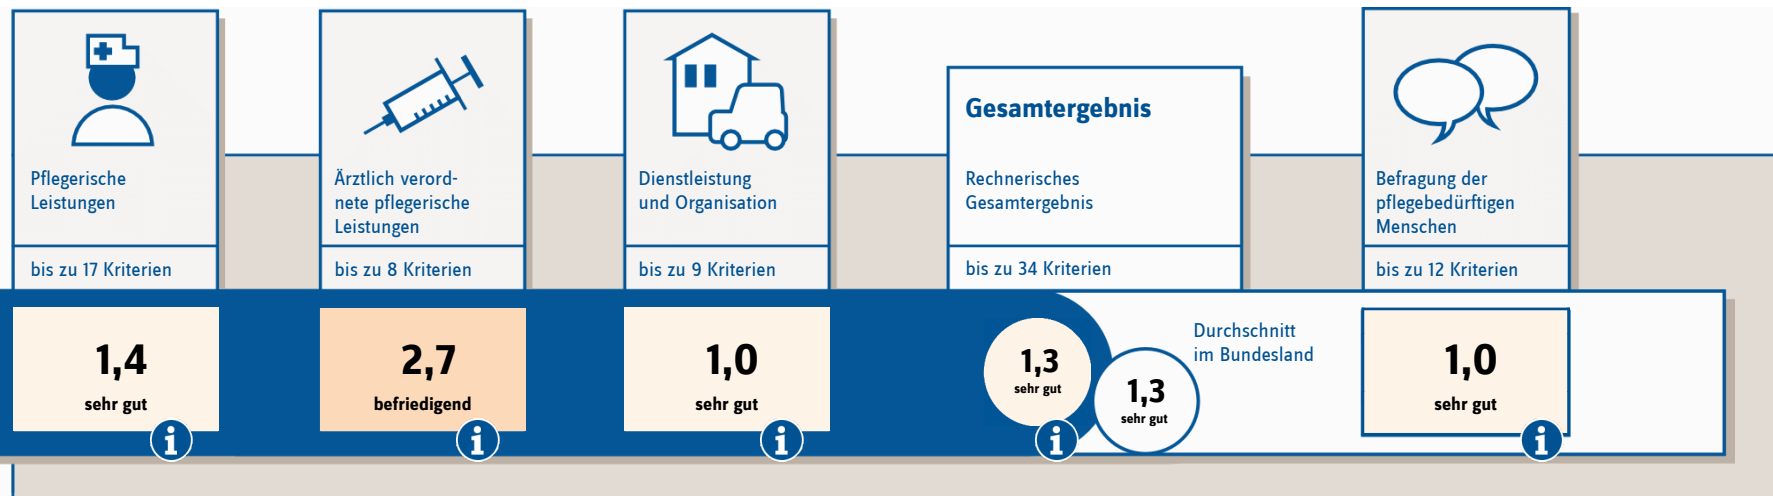 Pflegerische
Leistungen
bis zu 17 Kriterien
1,4
sehr gut
i
Ärztlich verord-
nete pflegerische
Leistungen
bis zu 8 Kriterien
2,7
befriedigend
i
Dienstleistung
und Organisation
bis zu 9 Kriterien
1,0
sehr gut
i
Gesamtergebnis
Rechnerisches
Gesamtergebnis
bis zu 34 Kriterien
1,3
sehr gut
i
Durchschnitt
im Bundesland
1,3
sehr gut
Befragung der
pflegebedürftigen
Menschen
bis zu 12 Kriterien
1,0
sehr gut
i